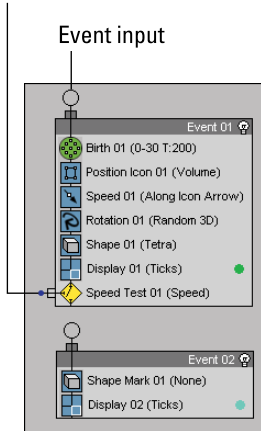 Event input
Event 01
Birth 01 (0-30 T:200)
Position Icon 01 (Volume)
Speed 01 (Along Icon Arrow)
Rotation 01 (Random 3D)
Shape 01 (Tetra)
Display 01 (Ticks)
Speed Test 01 (Speed)
Event 02
Shape Mark 01 (None)
Display 02 (Ticks)